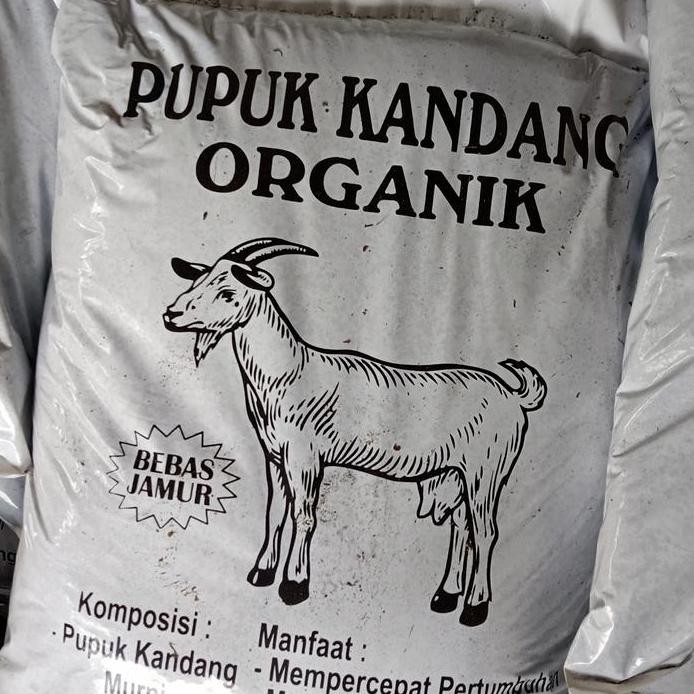 PUPUK KANDANG
ORGANIK
BEBAS
JAMUR
Komposisi :
- Pupuk Kandang
Manfaat :
- Mempercepat Pertumbuhan